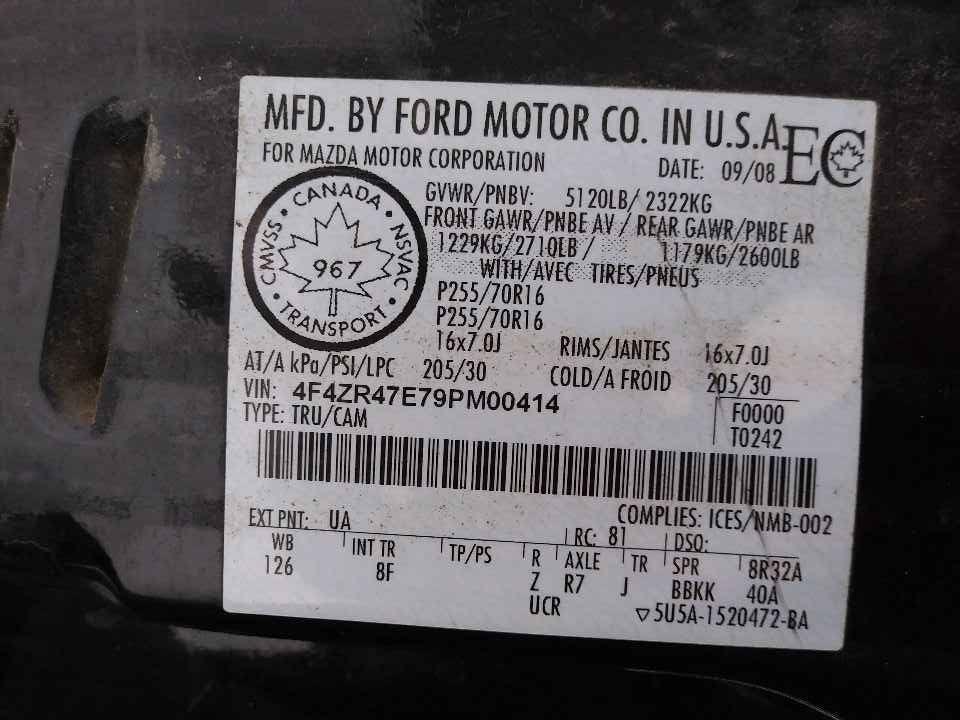 MFD. BY FORD MOTOR CO. IN U.S.A.
FOR MAZDA MOTOR CORPORATION
DATE: 09/08
EC
CANADA
CMVSS • NSVAC
967
TRANSPORT
GVWR/PNBV: 5120LB/ 2322KG
FRONT GAWR/PNBE AV / REAR GAWR/PNBE AR
1229KG/2710LB / 1179KG/2600LB
WITH/AVEC TIRES/PNEUS
P255/70R16
P255/70R16
16x7.0J RIMS/JANTES 16x7.0J
AT/A kPa/PSI/LPC 205/30 COLD/A FROID 205/30
VIN: 4F4ZR47E79PM00414
F0000
TYPE: TRU/CAM
T0242
COMPLIES: ICES/NMB-002
EXT PNT: UA RC: 81 DSO:
WB INT TR TP/PS R AXLE TR SPR 8R32A
126 8F Z R7 J BBKK 40A
UCR
▽5U5A-1520472-BA